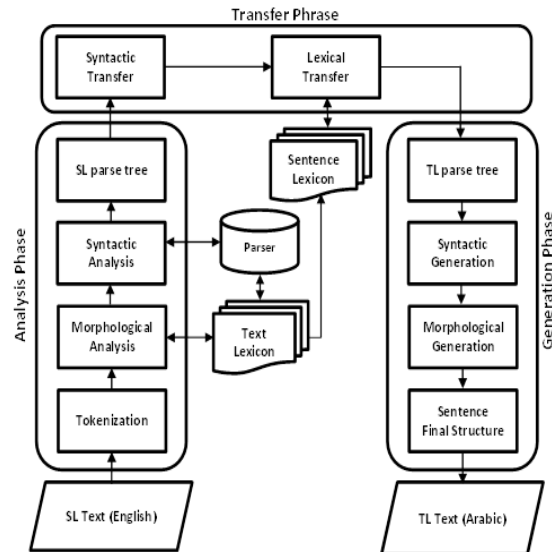 Transfer Phrase
Syntactic
Transfer
Lexical
Transfer
Analysis Phase
SL parse tree
Syntactic
Analysis
Morphological
Analysis
Tokenization
SL Text (English)
Sentence
Lexicon
Parser
Text
Lexicon
Generation Phase
TL parse tree
Syntactic
Generation
Morphological
Generation
Sentence
Final Structure
TL Text (Arabic)